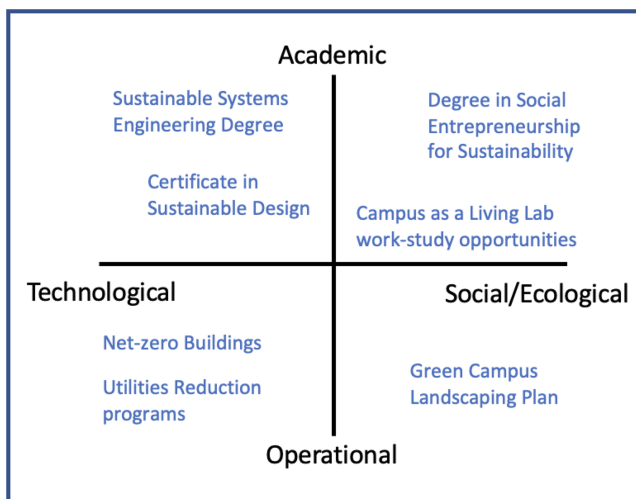 Academic
Sustainable Systems
Engineering Degree
Degree in Social
Entrepreneurship
for Sustainability
Certificate in
Sustainable Design
Campus as a Living Lab
work-study opportunities
Technological
Social/Ecological
Net-zero Buildings
Utilities Reduction
programs
Green Campus
Landscaping Plan
Operational